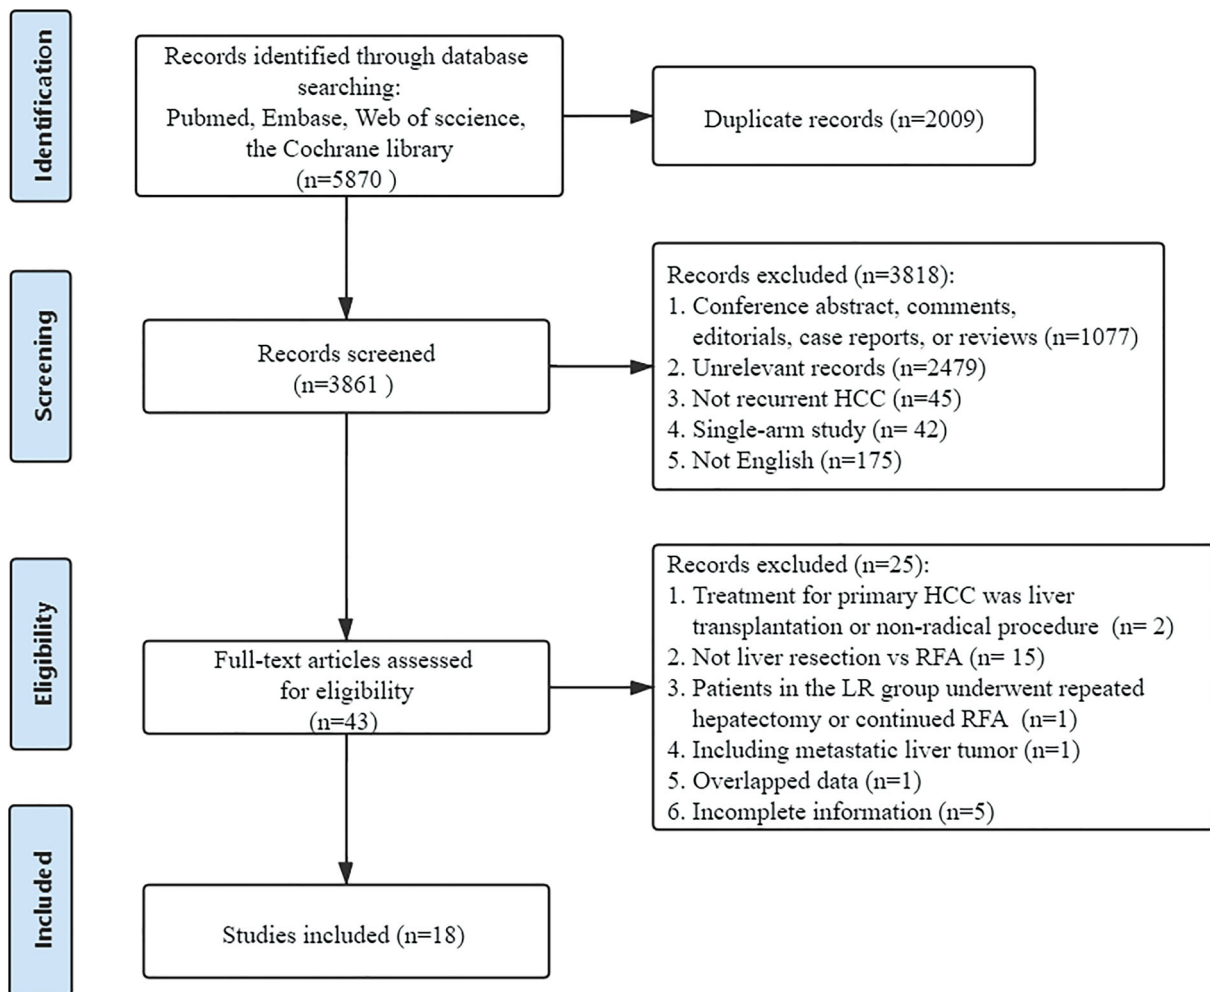 Identification
Records identified through database
searching:
Pubmed, Embase, Web of sccience,
the Cochrane library
(n=5870 )
Duplicate records (n=2009)
Screening
Records screened
(n=3861 )
Records excluded (n=3818):
1. Conference abstract, comments,
editorials, case reports, or reviews (n=1077)
2. Unrelevant records (n=2479)
3. Not recurrent HCC (n=45)
4. Single-arm study (n= 42)
5. Not English (n=175)
Eligibility
Full-text articles assessed
for eligibility
(n=43)
Records excluded (n=25):
1. Treatment for primary HCC was liver
transplantation or non-radical procedure (n= 2)
2. Not liver resection vs RFA (n= 15)
3. Patients in the LR group underwent repeated
hepatectomy or continued RFA (n=1)
4. Including metastatic liver tumor (n=1)
5. Overlapped data (n=1)
6. Incomplete information (n=5)
Included
Studies included (n=18)